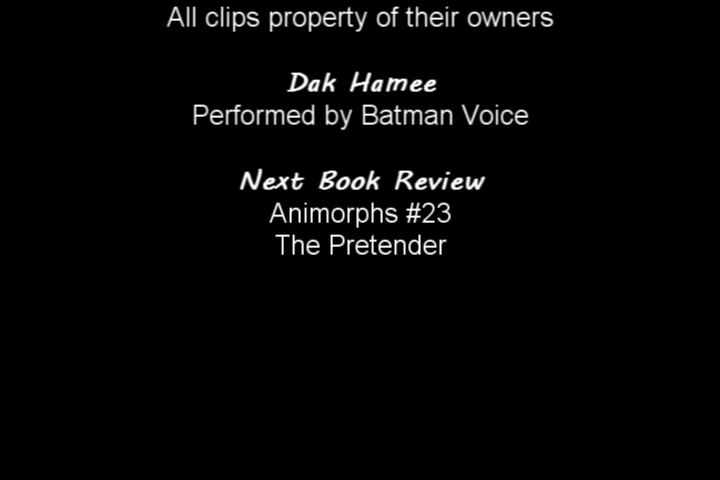 All clips property of their owners
Dak Hamee
Performed by Batman Voice
Next Book Review
Animorphs #23
The Pretender